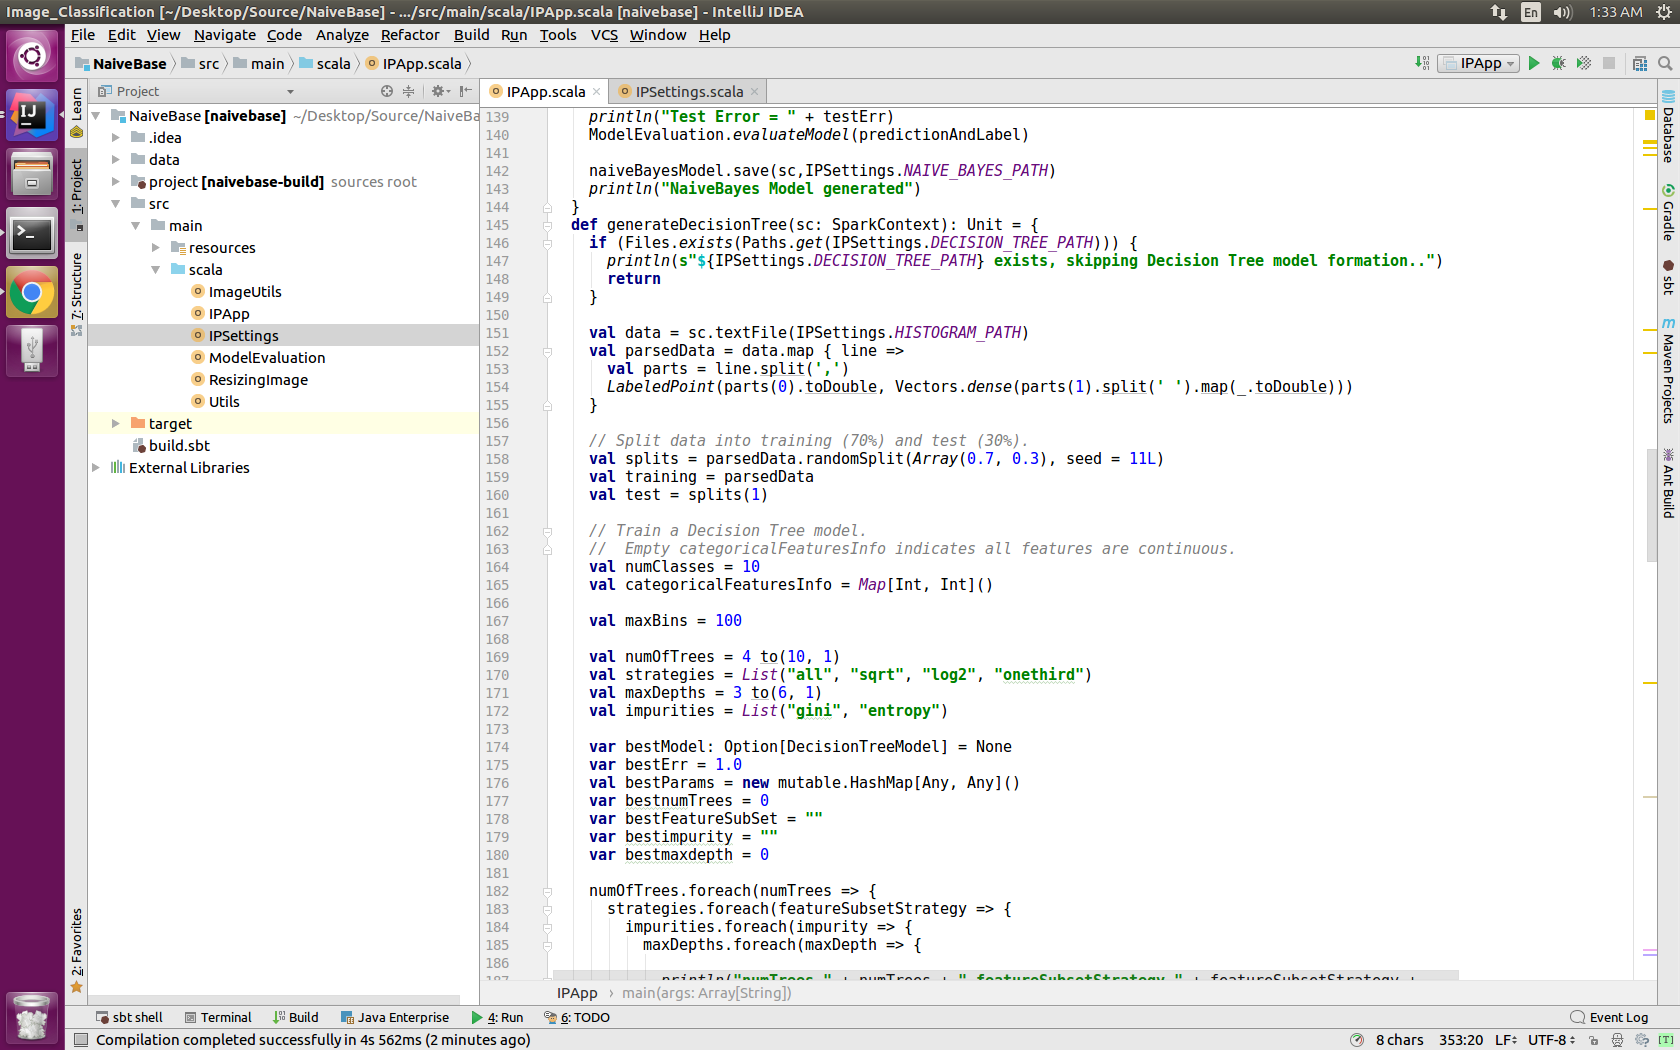 Image_Classification [~/Desktop/Source/NaiveBase] - .../src/main/scala/IPApp.scala [naivebase] - IntelliJ IDEA
En
1:33 AM
File Edit View Navigate Code Analyze Refactor Build Run Tools VCS Window Help
NaiveBase src main scala IPApp.scala
IPApp
Project
IPApp.scala
IPSettings.scala
Learn
1: Project
7: Structure
2: Favorites
NaiveBase [naivebase] ~/Desktop/Source/NaiveBa
.idea
data
project [naivebase-build] sources root
src
main
resources
scala
ImageUtils
IPApp
IPSettings
ModelEvaluation
ResizingImage
Utils
target
build.sbt
External Libraries
139 println("Test Error = " + testErr)
140 ModelEvaluation.evaluateModel(predictionAndLabel)
141
142 naiveBayesModel.save(sc,IPSettings.NAIVE_BAYES_PATH)
143 println("NaiveBayes Model generated")
144 }
145 def generateDecisionTree(sc: SparkContext): Unit = {
146 if (Files.exists(Paths.get(IPSettings.DECISION_TREE_PATH))) {
147 println(s"${IPSettings.DECISION_TREE_PATH} exists, skipping Decision Tree model formation..")
148 return
149 }
150
151 val data = sc.textFile(IPSettings.HISTOGRAM_PATH)
152 val parsedData = data.map { line =>
153 val parts = line.split(',')
154 LabeledPoint(parts(0).toDouble, Vectors.dense(parts(1).split(' ').map(_.toDouble)))
155 }
156
157 // Split data into training (70%) and test (30%).
158 val splits = parsedData.randomSplit(Array(0.7, 0.3), seed = 11L)
159 val training = parsedData
160 val test = splits(1)
161
162 // Train a Decision Tree model.
163 //  Empty categoricalFeaturesInfo indicates all features are continuous.
164 val numClasses = 10
165 val categoricalFeaturesInfo = Map[Int, Int]()
166
167 val maxBins = 100
168
169 val numOfTrees = 4 to(10, 1)
170 val strategies = List("all", "sqrt", "log2", "onethird")
171 val maxDepths = 3 to(6, 1)
172 val impurities = List("gini", "entropy")
173
174 var bestModel: Option[DecisionTreeModel] = None
175 var bestErr = 1.0
176 val bestParams = new mutable.HashMap[Any, Any]()
177 var bestnumTrees = 0
178 var bestFeatureSubSet = ""
179 var bestimpurity = ""
180 var bestmaxdepth = 0
181
182 numOfTrees.foreach(numTrees => {
183 strategies.foreach(featureSubsetStrategy => {
184 impurities.foreach(impurity => {
185 maxDepths.foreach(maxDepth => {
186
187 println("numTrees " + numTrees + " featureSubsetStrategy " + featureSubsetStrategy +
IPApp › main(args: Array[String])
Database
Gradle
sbt
Maven Projects
Ant Build
sbt shell Terminal Build Java Enterprise 4: Run 6: TODO Event Log
Compilation completed successfully in 4s 562ms (2 minutes ago) 8 chars 353:20 LF UTF-8 [T]